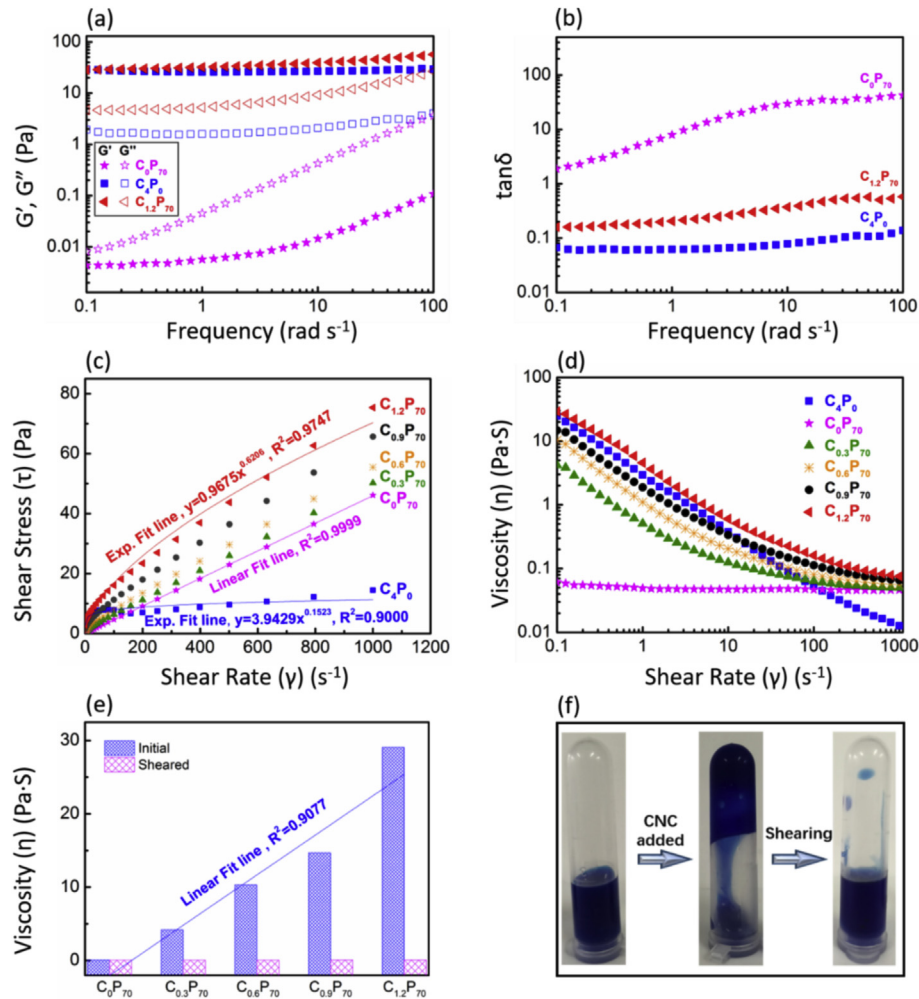 (a)
100
10
1
0.1
0.01
G′, G″ (Pa)
G′ G″
C₀P₇₀
C₄P₀
C₁.₂P₇₀
0.1 1 10 100
Frequency (rad s⁻¹)
(b)
100
10
1
0.1
0.01
tanδ
C₀P₇₀
C₁.₂P₇₀
C₄P₀
0.1 1 10 100
Frequency (rad s⁻¹)
(c)
80
60
40
20
0
Shear Stress (τ) (Pa)
C₁.₂P₇₀
C₀.₉P₇₀
C₀.₆P₇₀
C₀.₃P₇₀
C₀P₇₀
C₄P₀
Exp. Fit line , y=0.9675x⁰·⁶²⁰⁶ , R²=0.9747
Linear Fit line , R²=0.9999
Exp. Fit line, y=3.9429x⁰·¹⁵²³, R²=0.9000
0 200 400 600 800 1000 1200
Shear Rate (γ) (s⁻¹)
(d)
100
10
1
0.1
0.01
Viscosity (η) (Pa·S)
C₄P₀
C₀P₇₀
C₀.₃P₇₀
C₀.₆P₇₀
C₀.₉P₇₀
C₁.₂P₇₀
0.1 1 10 100 1000
Shear Rate (γ) (s⁻¹)
(e)
30
20
10
0
Viscosity (η) (Pa·S)
Initial
Sheared
Linear Fit line , R²=0.9077
C₀P₇₀ C₀.₃P₇₀ C₀.₆P₇₀ C₀.₉P₇₀ C₁.₂P₇₀
(f)
CNC
added
Shearing